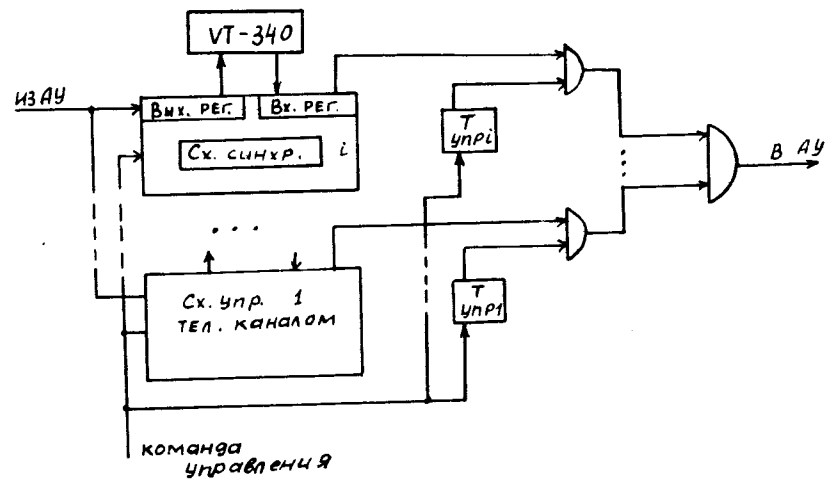 VT-340
ИЗ АУ
Вых. РЕГ.
Вх. РЕГ.
Сх. синхр.
i
Т
упрi
В АУ
. . .
Сх. упр. 1
тел. каналом
Т
упр1
команда
управления